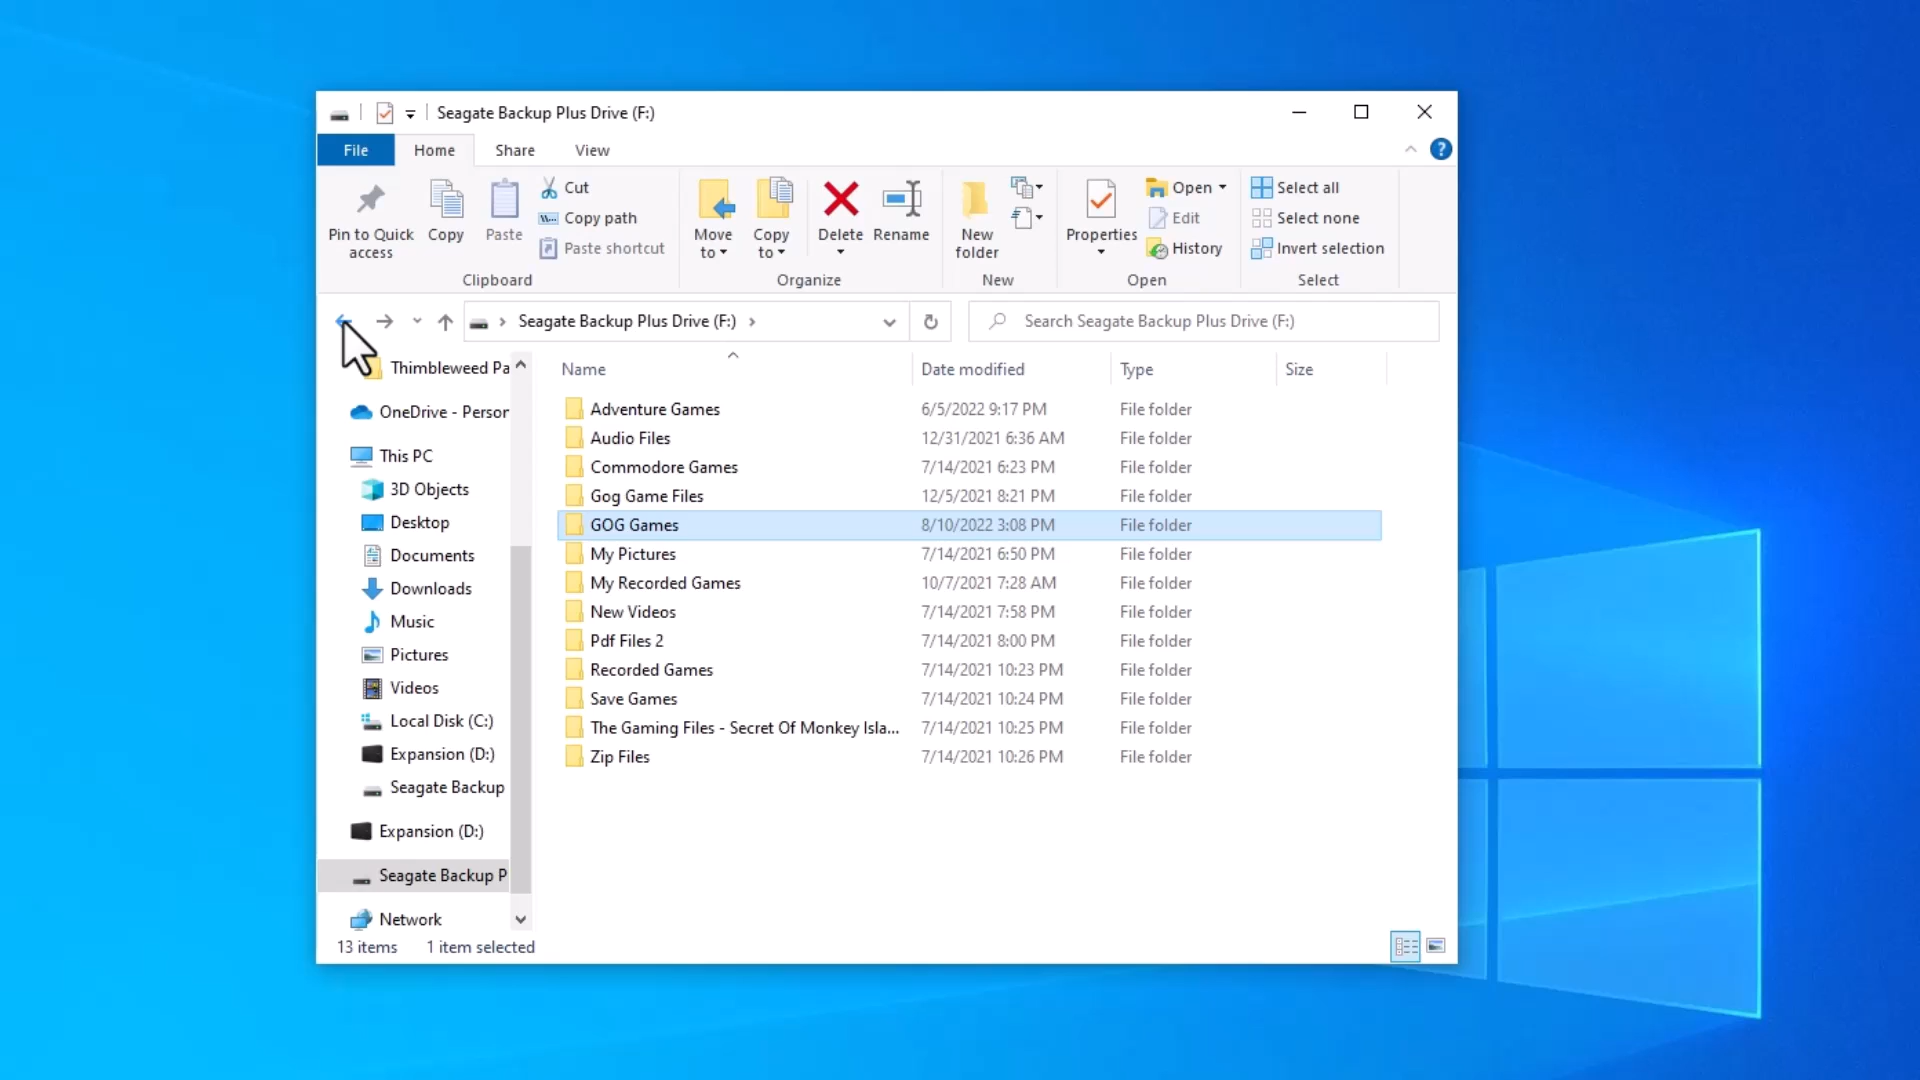 Seagate Backup Plus Drive (F:)
File Home Share View
Pin to Quick access
Copy
Paste
Cut
Copy path
Paste shortcut
Clipboard
Move to
Copy to
Delete
Rename
Organize
New folder
New
Properties
Open
Edit
History
Open
Select all
Select none
Invert selection
Select
Seagate Backup Plus Drive (F:)
Search Seagate Backup Plus Drive (F:)
Thimbleweed Pa
OneDrive - Person
This PC
3D Objects
Desktop
Documents
Downloads
Music
Pictures
Videos
Local Disk (C:)
Expansion (D:)
Seagate Backup
Expansion (D:)
Seagate Backup P
Network
Name Date modified Type Size
Adventure Games 6/5/2022 9:17 PM File folder
Audio Files 12/31/2021 6:36 AM File folder
Commodore Games 7/14/2021 6:23 PM File folder
Gog Game Files 12/5/2021 8:21 PM File folder
GOG Games 8/10/2022 3:08 PM File folder
My Pictures 7/14/2021 6:50 PM File folder
My Recorded Games 10/7/2021 7:28 AM File folder
New Videos 7/14/2021 7:58 PM File folder
Pdf Files 2 7/14/2021 8:00 PM File folder
Recorded Games 7/14/2021 10:23 PM File folder
Save Games 7/14/2021 10:24 PM File folder
The Gaming Files - Secret Of Monkey Isla... 7/14/2021 10:25 PM File folder
Zip Files 7/14/2021 10:26 PM File folder
13 items 1 item selected